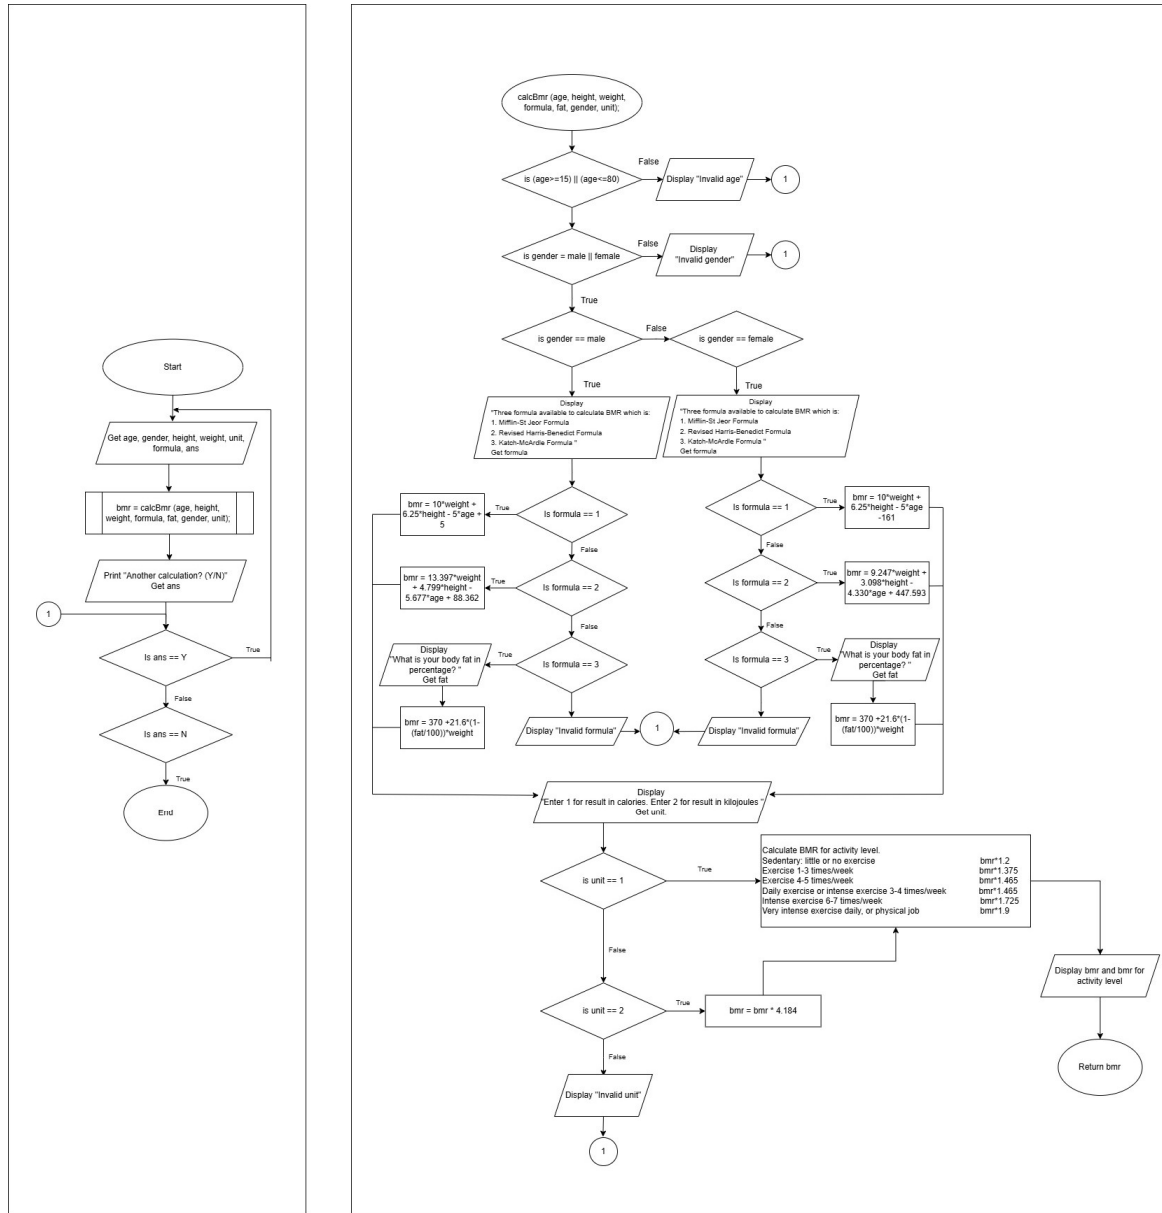 Start
Get age, gender, height, weight, unit,
formula, ans
bmr = calcBmr (age, height,
weight, formula, fat, gender, unit);
Print "Another calculation? (Y/N)"
Get ans
1
Is ans == Y
True
False
Is ans == N
True
End
calcBmr (age, height, weight,
formula, fat, gender, unit);
is (age>=15) || (age<=80)
False
Display "Invalid age"
1
is gender = male || female
False
Display
"Invalid gender"
1
True
is gender == male
False
is gender == female
True
True
Display
"Three formula available to calculate BMR which is:
1. Mifflin-St Jeor Formula
2. Revised Harris-Benedict Formula
3. Katch-McArdle Formula "
Get formula
Display
"Three formula available to calculate BMR which is:
1. Mifflin-St Jeor Formula
2. Revised Harris-Benedict Formula
3. Katch-McArdle Formula "
Get formula
bmr = 10*weight +
6.25*height - 5*age +
5
True
Is formula == 1
False
bmr = 13.397*weight
+ 4.799*height -
5.677*age + 88.362
True
Is formula == 2
False
Display
"What is your body fat in
percentage? "
Get fat
True
Is formula == 3
bmr = 370 +21.6*(1-
(fat/100))*weight
Display "Invalid formula"
1
Is formula == 1
True
bmr = 10*weight +
6.25*height - 5*age
-161
False
Is formula == 2
True
bmr = 9.247*weight +
3.098*height -
4.330*age + 447.593
False
Is formula == 3
True
Display
"What is your body fat in
percentage? "
Get fat
bmr = 370 +21.6*(1-
(fat/100))*weight
Display "Invalid formula"
Display
"Enter 1 for result in calories. Enter 2 for result in kilojoules "
Get unit.
is unit == 1
True
Calculate BMR for activity level.
Sedentary: little or no exercise bmr*1.2
Exercise 1-3 times/week bmr*1.375
Exercise 4-5 times/week bmr*1.465
Daily exercise or intense exercise 3-4 times/week bmr*1.465
Intense exercise 6-7 times/week bmr*1.725
Very intense exercise daily, or physical job bmr*1.9
False
is unit == 2
True
bmr = bmr * 4.184
Display bmr and bmr for
activity level
Return bmr
False
Display "Invalid unit"
1